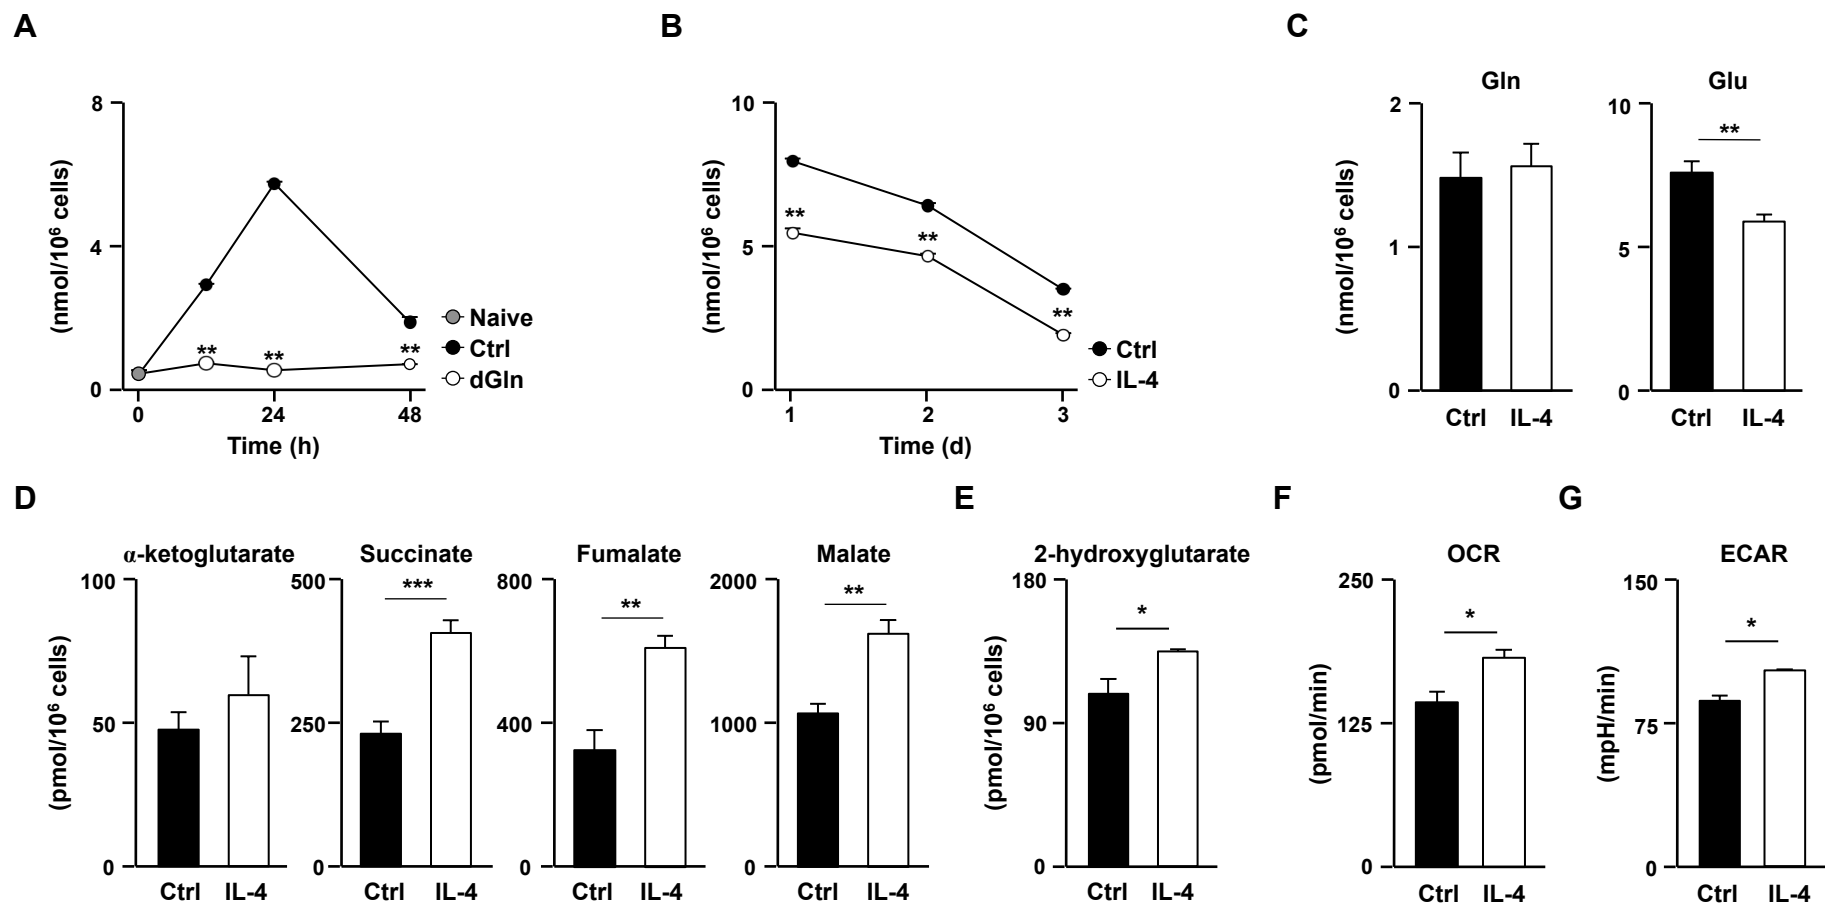 A
8
4
0
(nmol/10⁶ cells)
** ** **
0 24 48
Time (h)
Naive
Ctrl
dGln
B
10
5
0
(nmol/10⁶ cells)
** ** **
1 2 3
Time (d)
Ctrl
IL-4
C
Gln
2
1
0
(nmol/10⁶ cells)
Ctrl IL-4
Glu
10
5
0
**
Ctrl IL-4
D
α-ketoglutarate
100
50
0
(pmol/10⁶ cells)
Ctrl IL-4
Succinate
500
250
0
***
Ctrl IL-4
Fumalate
800
400
0
**
Ctrl IL-4
Malate
2000
1000
0
**
Ctrl IL-4
E
2-hydroxyglutarate
180
90
0
(pmol/10⁶ cells)
*
Ctrl IL-4
F
OCR
250
125
0
(pmol/min)
*
Ctrl IL-4
G
ECAR
150
75
0
(mpH/min)
*
Ctrl IL-4